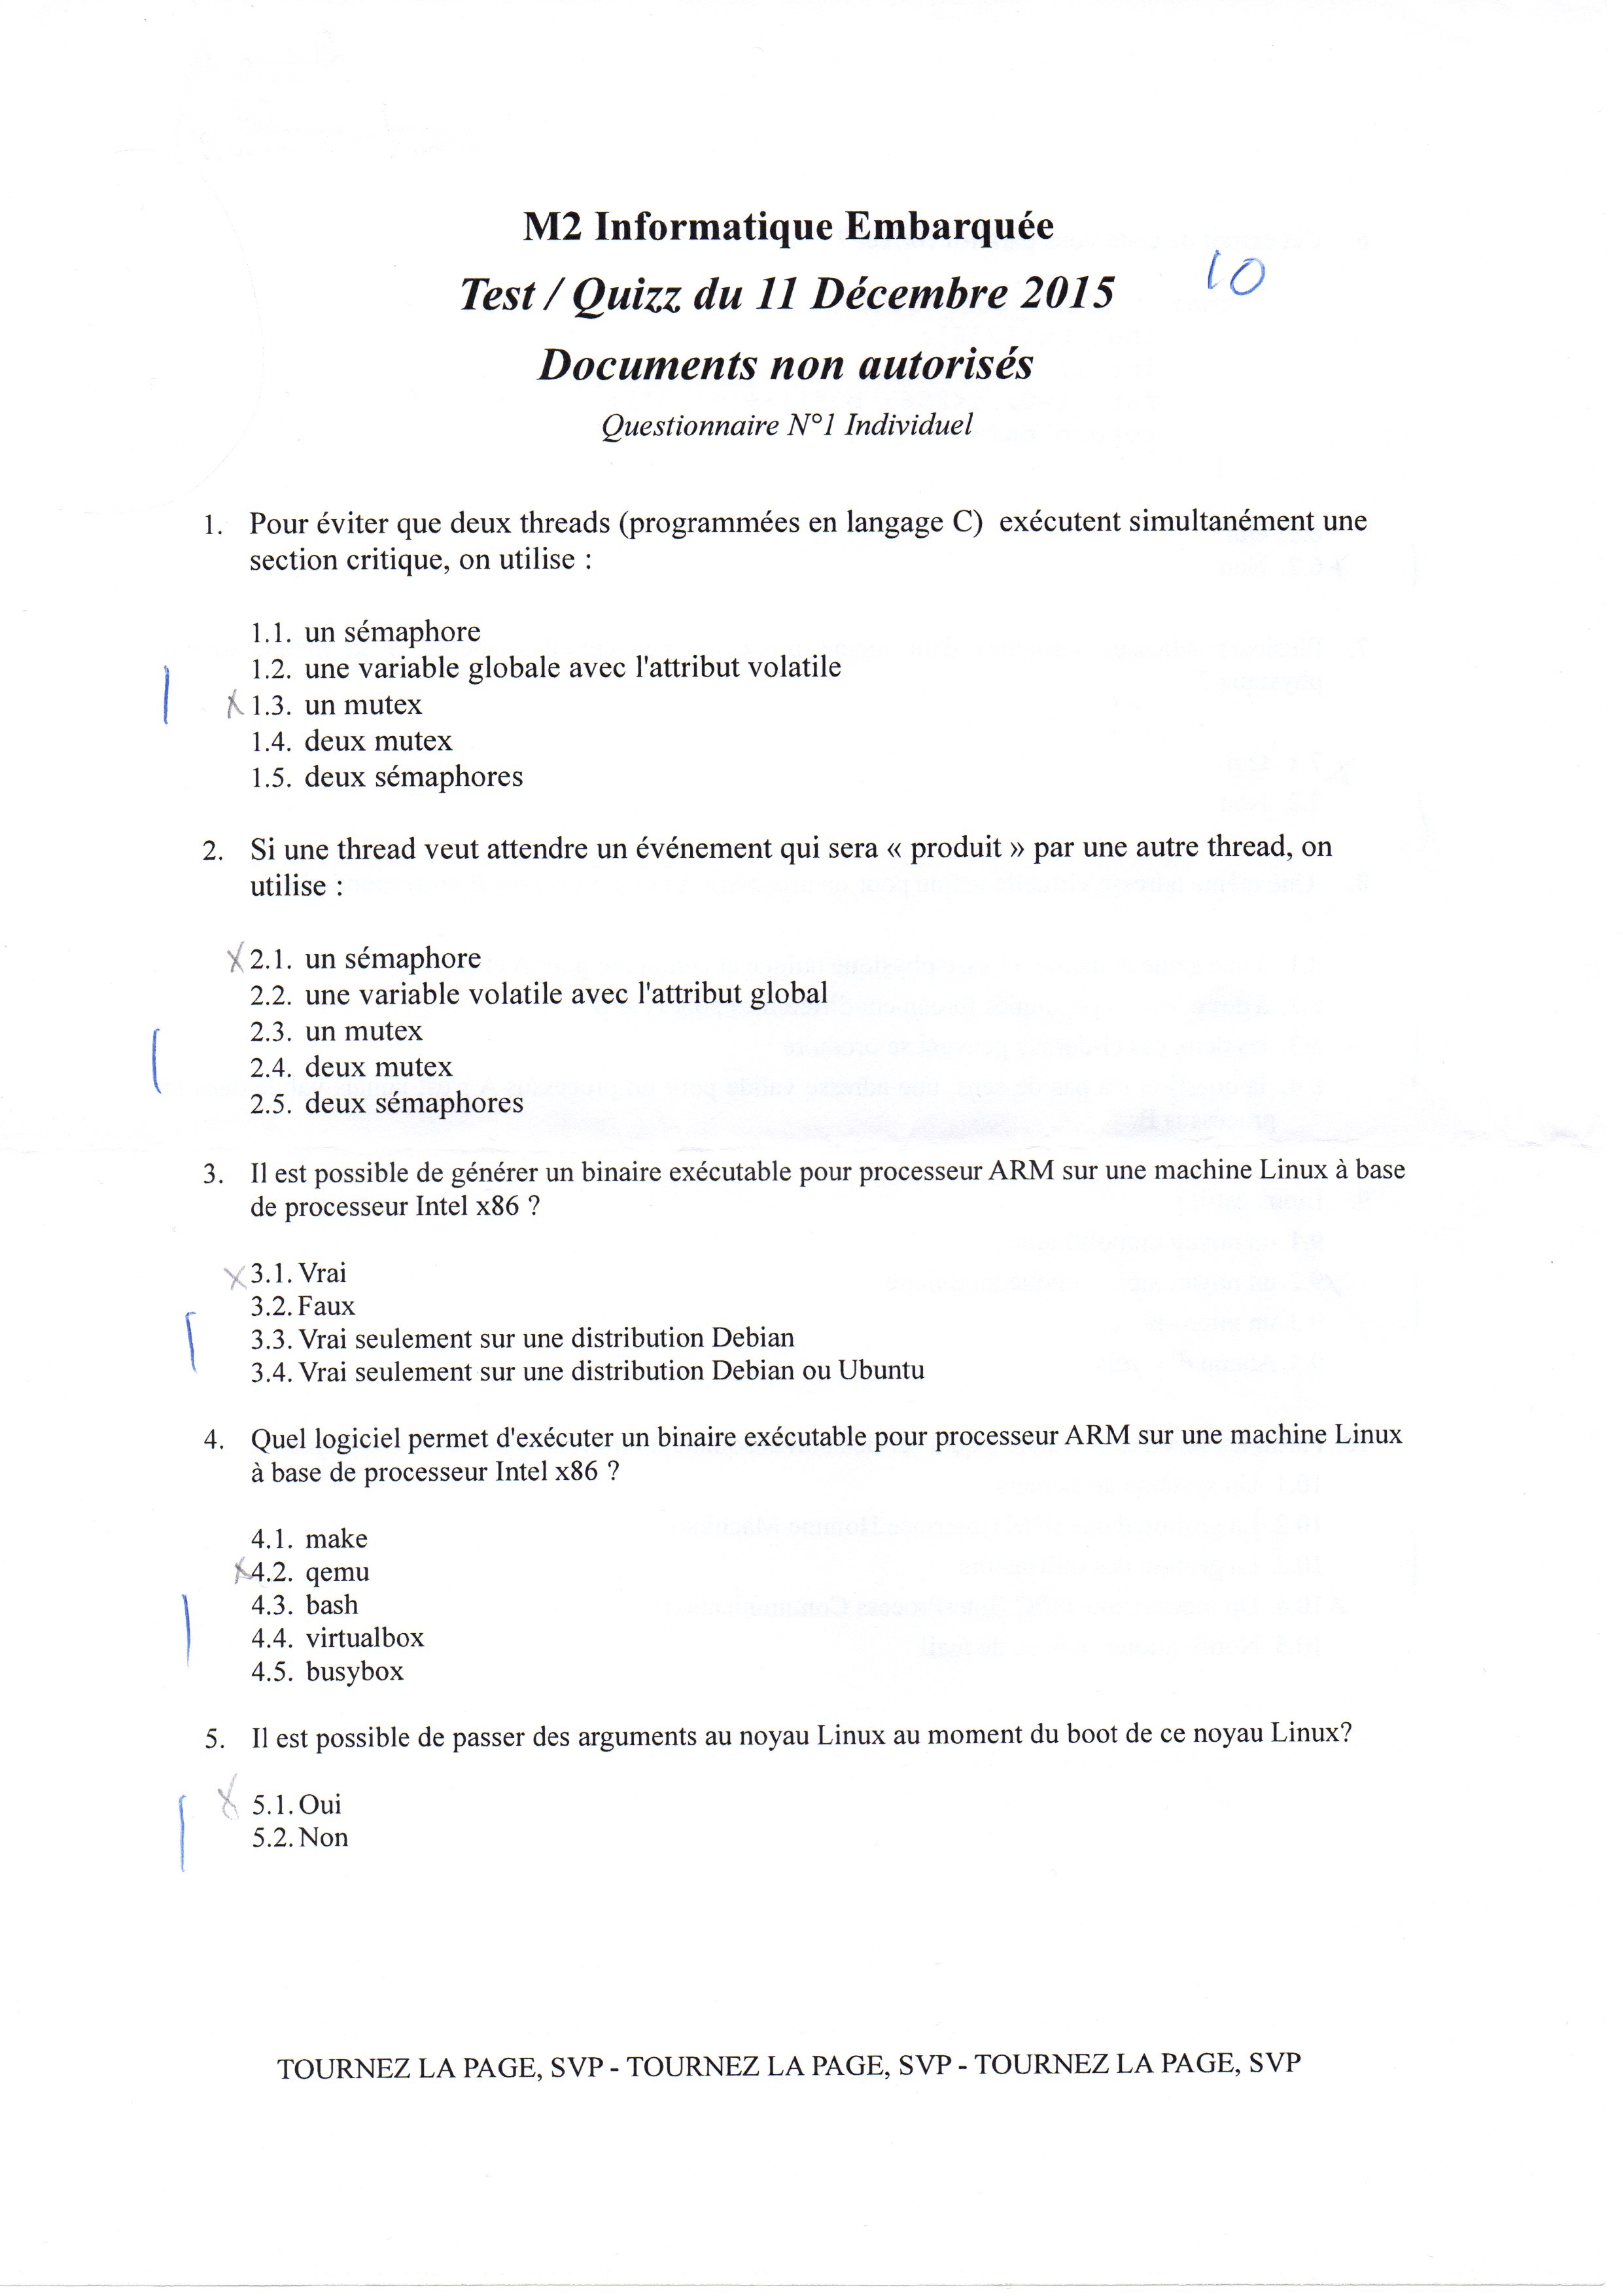 M2 Informatique Embarquée
Test / Quizz du 11 Décembre 2015
10
Documents non autorisés
Questionnaire N°1 Individuel
1. Pour éviter que deux threads (programmées en langage C) exécutent simultanément une
section critique, on utilise :
1.1. un sémaphore
1.2. une variable globale avec l'attribut volatile
X 1.3. un mutex
1.4. deux mutex
1.5. deux sémaphores
2. Si une thread veut attendre un événement qui sera « produit » par une autre thread, on
utilise :
X 2.1. un sémaphore
2.2. une variable volatile avec l'attribut global
2.3. un mutex
2.4. deux mutex
2.5. deux sémaphores
3. Il est possible de générer un binaire exécutable pour processeur ARM sur une machine Linux à base
de processeur Intel x86 ?
X 3.1. Vrai
3.2. Faux
3.3. Vrai seulement sur une distribution Debian
3.4. Vrai seulement sur une distribution Debian ou Ubuntu
4. Quel logiciel permet d'exécuter un binaire exécutable pour processeur ARM sur une machine Linux
à base de processeur Intel x86 ?
4.1. make
X 4.2. qemu
4.3. bash
4.4. virtualbox
4.5. busybox
5. Il est possible de passer des arguments au noyau Linux au moment du boot de ce noyau Linux?
X 5.1. Oui
5.2. Non
TOURNEZ LA PAGE, SVP - TOURNEZ LA PAGE, SVP - TOURNEZ LA PAGE, SVP